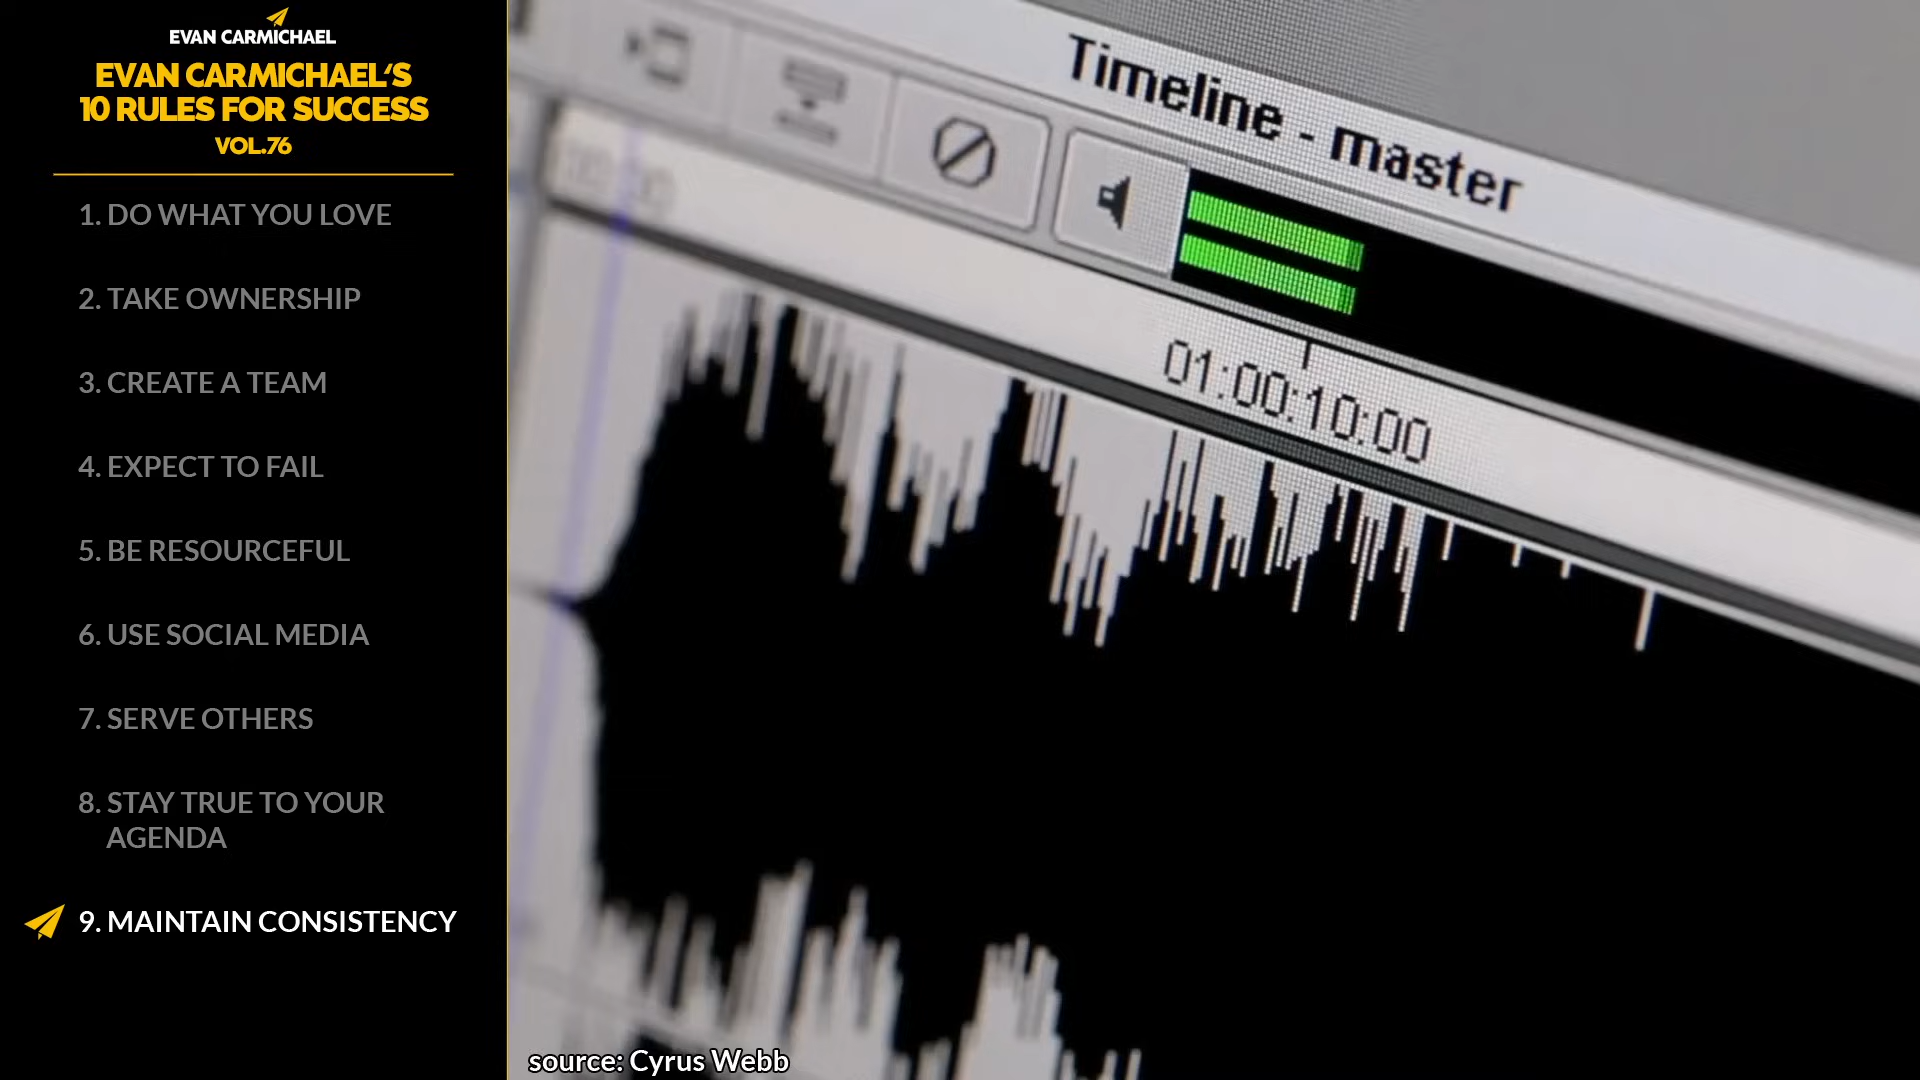 EVAN CARMICHAEL
EVAN CARMICHAEL'S
10 RULES FOR SUCCESS
VOL.76
1. DO WHAT YOU LOVE
2. TAKE OWNERSHIP
3. CREATE A TEAM
4. EXPECT TO FAIL
5. BE RESOURCEFUL
6. USE SOCIAL MEDIA
7. SERVE OTHERS
8. STAY TRUE TO YOUR
AGENDA
9. MAINTAIN CONSISTENCY
Timeline - master
01:00:10:00
source: Cyrus Webb